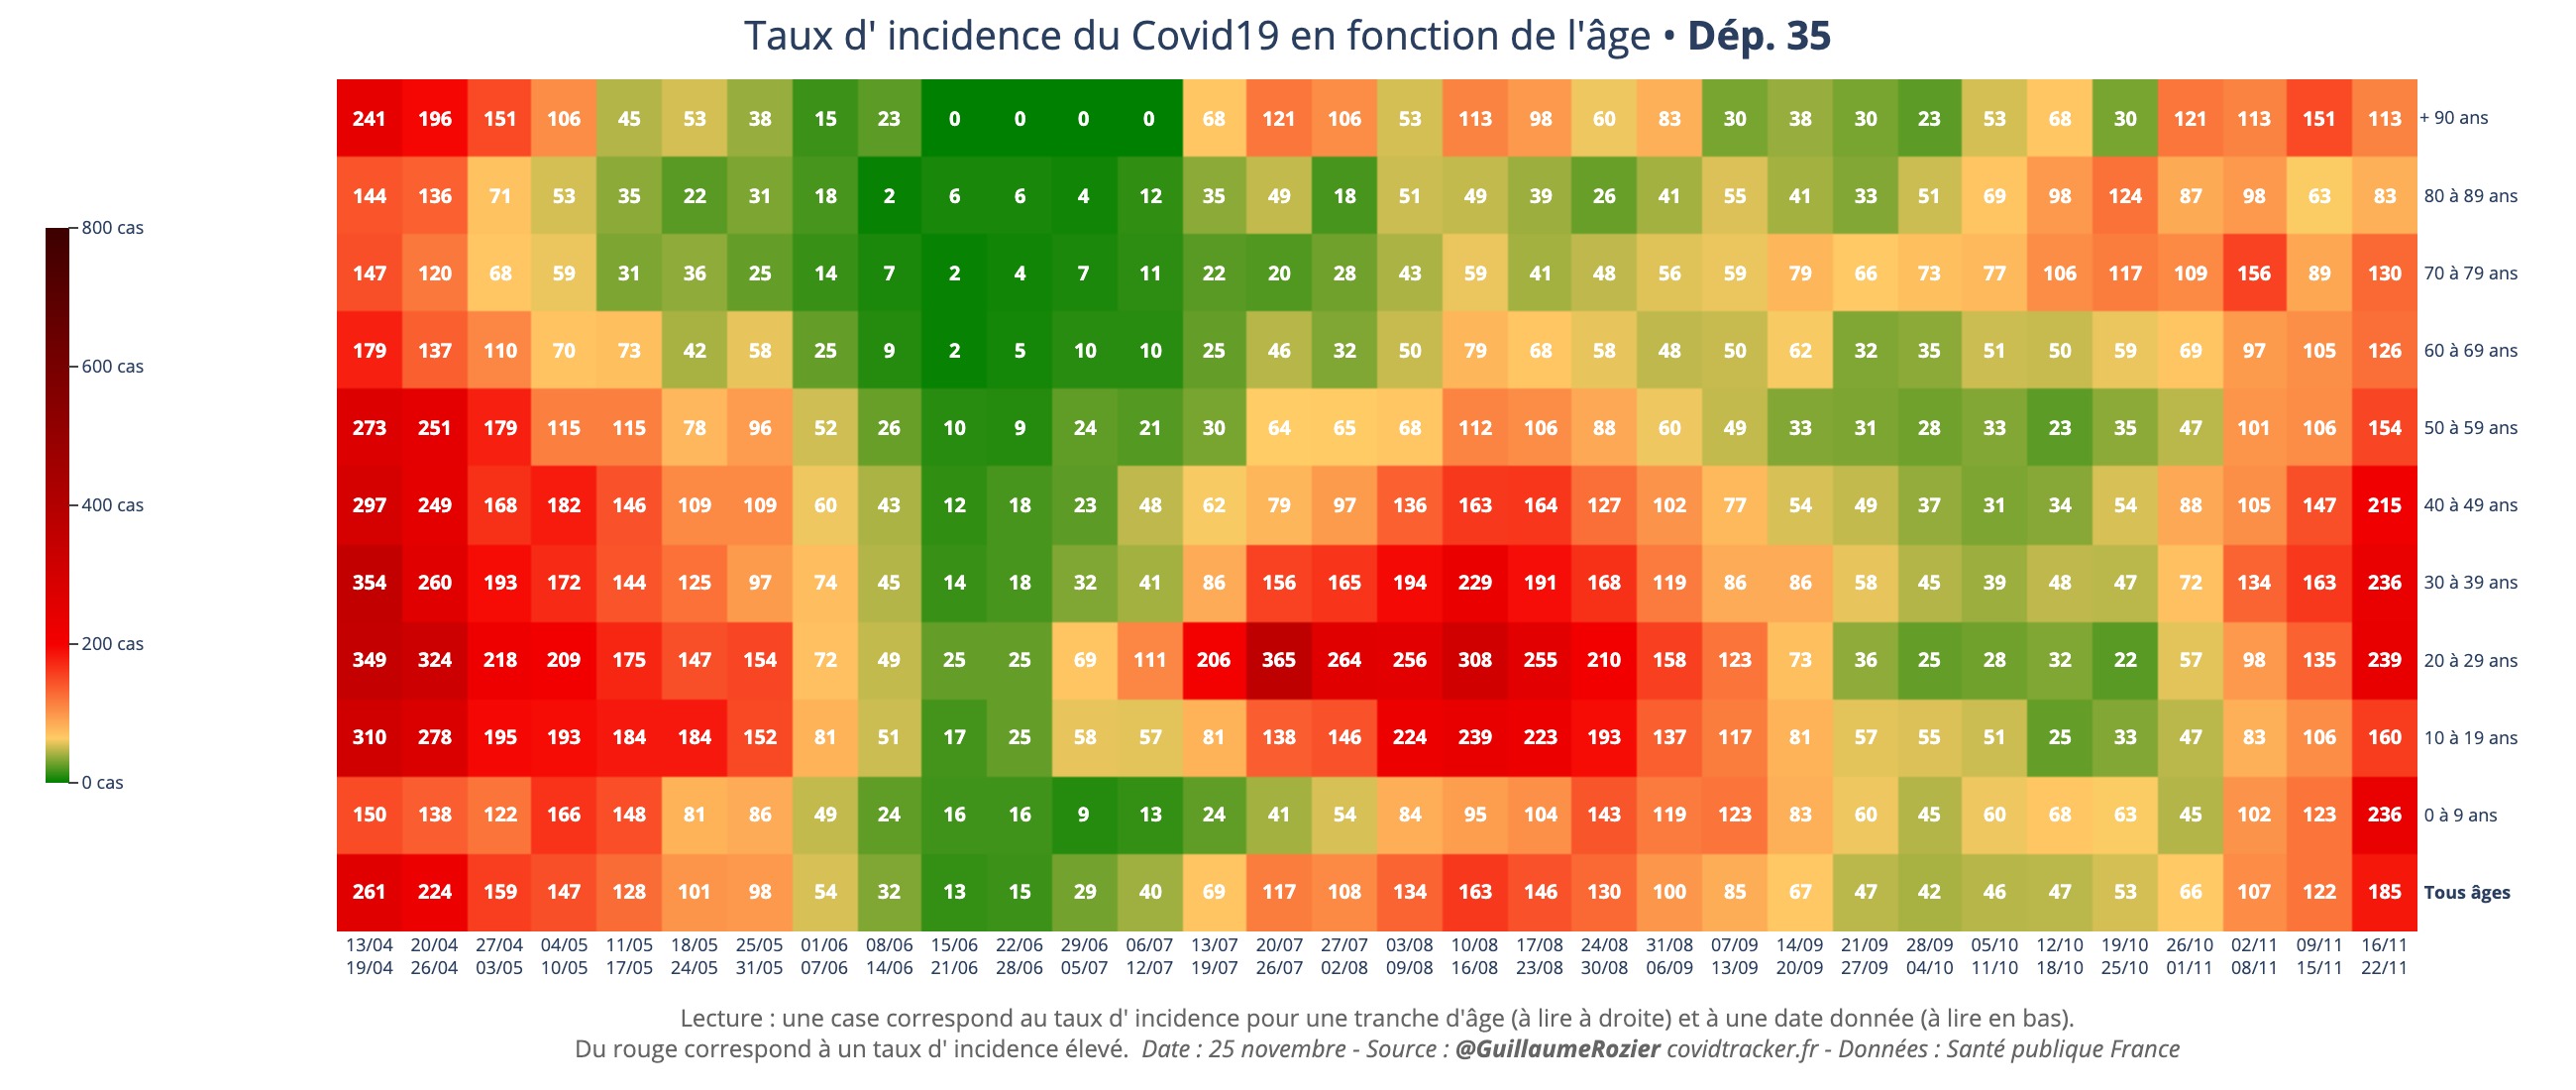 Taux d' incidence du Covid19 en fonction de l'âge • Dép. 35
800 cas
600 cas
400 cas
200 cas
0 cas
241 196 151 106 45 53 38 15 23 0 0 0 0 68 121 106 53 113 98 60 83 30 38 30 23 53 68 30 121 113 151 113 + 90 ans
144 136 71 53 35 22 31 18 2 6 6 4 12 35 49 18 51 49 39 26 41 55 41 33 51 69 98 124 87 98 63 83 80 à 89 ans
147 120 68 59 31 36 25 14 7 2 4 7 11 22 20 28 43 59 41 48 56 59 79 66 73 77 106 117 109 156 89 130 70 à 79 ans
179 137 110 70 73 42 58 25 9 2 5 10 10 25 46 32 50 79 68 58 48 50 62 32 35 51 50 59 69 97 105 126 60 à 69 ans
273 251 179 115 115 78 96 52 26 10 9 24 21 30 64 65 68 112 106 88 60 49 33 31 28 33 23 35 47 101 106 154 50 à 59 ans
297 249 168 182 146 109 109 60 43 12 18 23 48 62 79 97 136 163 164 127 102 77 54 49 37 31 34 54 88 105 147 215 40 à 49 ans
354 260 193 172 144 125 97 74 45 14 18 32 41 86 156 165 194 229 191 168 119 86 86 58 45 39 48 47 72 134 163 236 30 à 39 ans
349 324 218 209 175 147 154 72 49 25 25 69 111 206 365 264 256 308 255 210 158 123 73 36 25 28 32 22 57 98 135 239 20 à 29 ans
310 278 195 193 184 184 152 81 51 17 25 58 57 81 138 146 224 239 223 193 137 117 81 57 55 51 25 33 47 83 106 160 10 à 19 ans
150 138 122 166 148 81 86 49 24 16 16 9 13 24 41 54 84 95 104 143 119 123 83 60 45 60 68 63 45 102 123 236 0 à 9 ans
261 224 159 147 128 101 98 54 32 13 15 29 40 69 117 108 134 163 146 130 100 85 67 47 42 46 47 53 66 107 122 185 Tous âges
13/04 20/04 27/04 04/05 11/05 18/05 25/05 01/06 08/06 15/06 22/06 29/06 06/07 13/07 20/07 27/07 03/08 10/08 17/08 24/08 31/08 07/09 14/09 21/09 28/09 05/10 12/10 19/10 26/10 02/11 09/11 16/11
19/04 26/04 03/05 10/05 17/05 24/05 31/05 07/06 14/06 21/06 28/06 05/07 12/07 19/07 26/07 02/08 09/08 16/08 23/08 30/08 06/09 13/09 20/09 27/09 04/10 11/10 18/10 25/10 01/11 08/11 15/11 22/11
Lecture : une case correspond au taux d' incidence pour une tranche d'âge (à lire à droite) et à une date donnée (à lire en bas).
Du rouge correspond à un taux d' incidence élevé. Date : 25 novembre - Source : @GuillaumeRozier covidtracker.fr - Données : Santé publique France